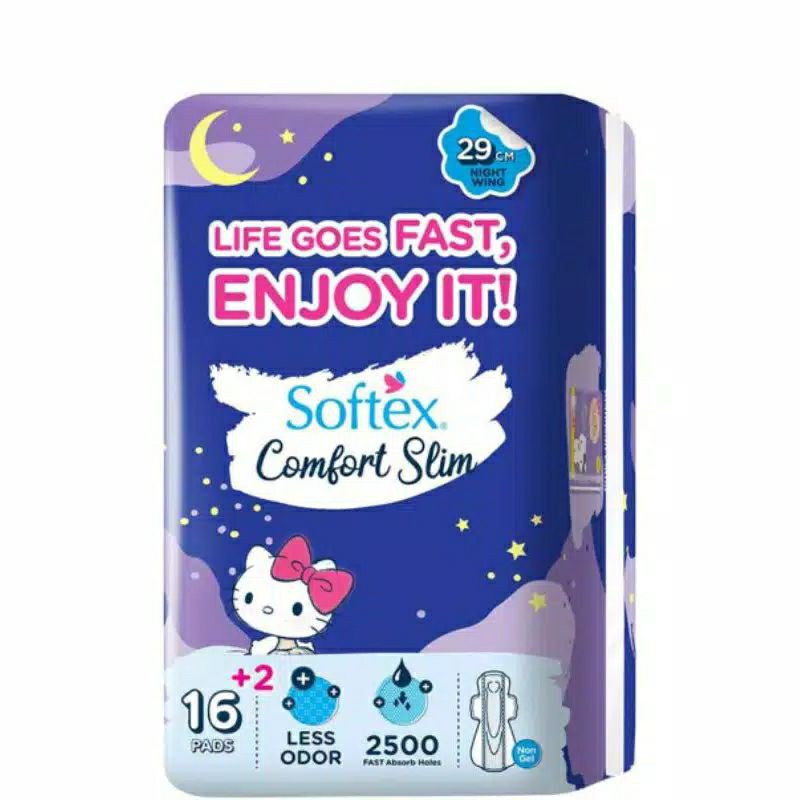 29 CM
NIGHT
WING
LIFE GOES FAST,
ENJOY IT!
Softex®
Comfort Slim
+2
16
PADS
LESS
ODOR
2500
FAST Absorb Holes
Non
Gel